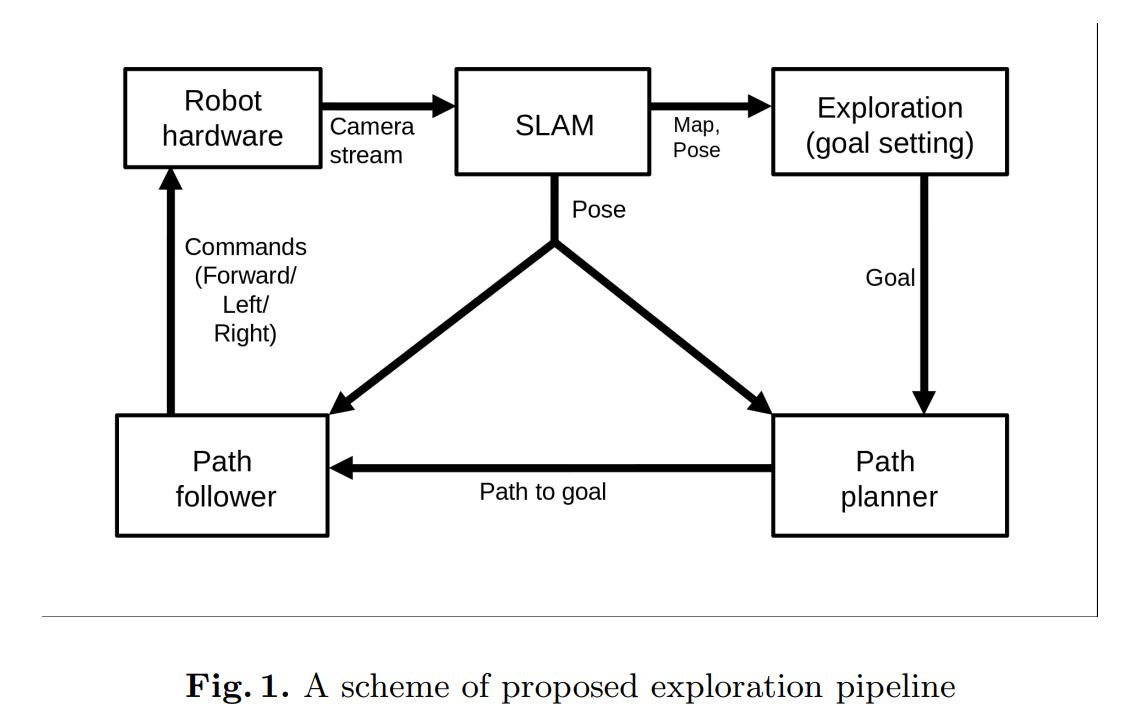 Robot
hardware
Camera
stream
SLAM
Map,
Pose
Exploration
(goal setting)
Pose
Commands
(Forward/
Left/
Right)
Goal
Path
follower
Path to goal
Path
planner
Fig. 1. A scheme of proposed exploration pipeline